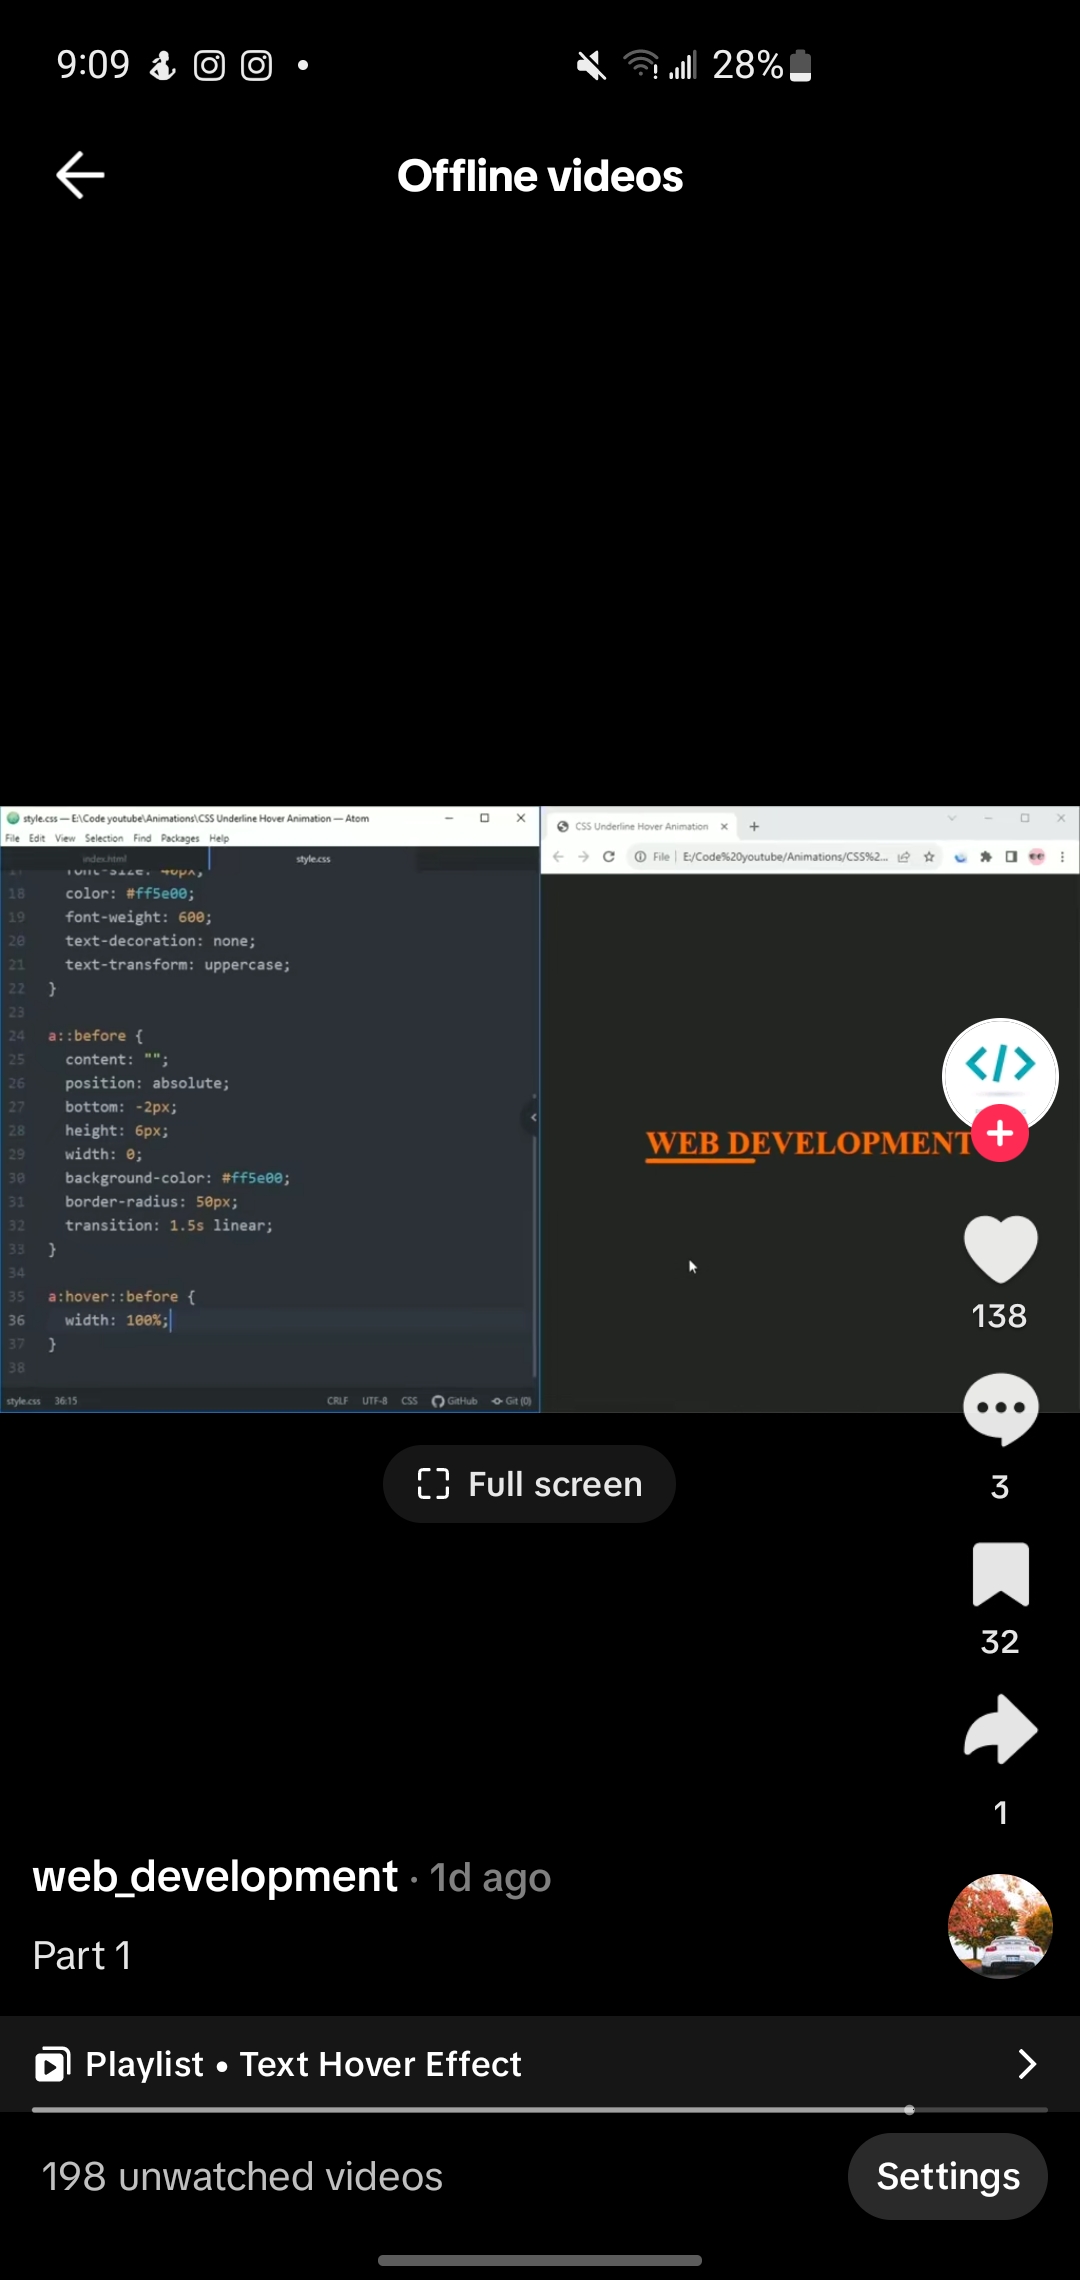 9:09
28%
Offline videos
style.css — E:\Code youtube\Animations\CSS Underline Hover Animation — Atom
File Edit View Selection Find Packages Help
index.html style.css
17 font-size: 40px;
18 color: #ff5e00;
19 font-weight: 600;
20 text-decoration: none;
21 text-transform: uppercase;
22 }
23
24 a::before {
25 content: "";
26 position: absolute;
27 bottom: -2px;
28 height: 6px;
29 width: 0;
30 background-color: #ff5e00;
31 border-radius: 50px;
32 transition: 1.5s linear;
33 }
34
35 a:hover::before {
36 width: 100%;
37 }
38
style.css 36:15 CRLF UTF-8 CSS GitHub Git (0)
CSS Underline Hover Animation
File E:/Code%20youtube/Animations/CSS%2...
WEB DEVELOPMENT
</>
138
3
Full screen
32
1
web_development · 1d ago
Part 1
Playlist • Text Hover Effect
198 unwatched videos
Settings